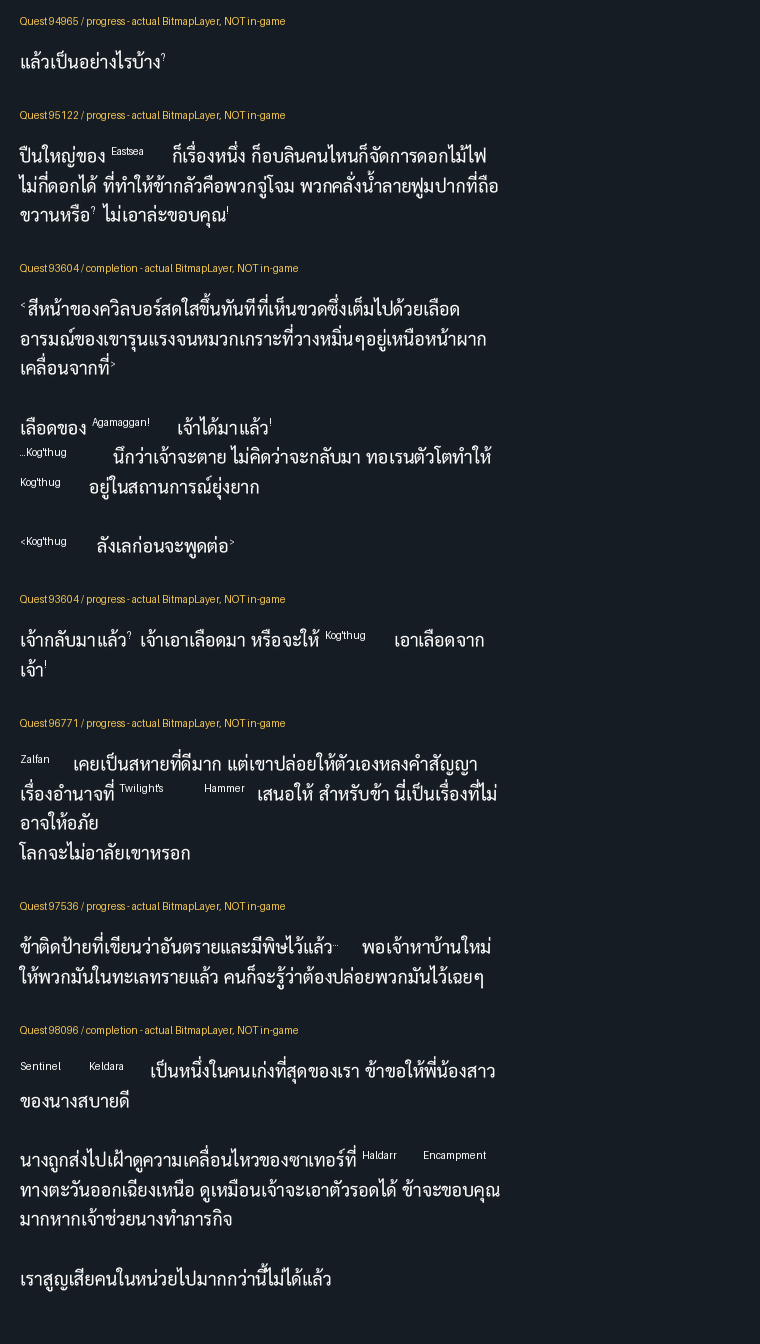 Quest 94965 / progress - actual BitmapLayer, NOT in-game
แล้วเป็นอย่างไรบ้าง?
Quest 95122 / progress - actual BitmapLayer, NOT in-game
ปืนใหญ่ของ Eastsea ก็เรื่องหนึ่ง ก็อบลินคนไหนก็จัดการดอกไม้ไฟ
ไม่กี่ดอกได้ ที่ทำให้ข้ากลัวคือพวกจู่โจม พวกคลั่งน้ำลายฟูมปากที่ถือ
ขวานหรือ? ไม่เอาล่ะขอบคุณ!
Quest 93604 / completion - actual BitmapLayer, NOT in-game
<สีหน้าของควิลบอร์สดใสขึ้นทันทีที่เห็นขวดซึ่งเต็มไปด้วยเลือด
อารมณ์ของเขารุนแรงจนหมวกเกราะที่วางหมิ่นๆอยู่เหนือหน้าผาก
เคลื่อนจากที่>
เลือดของ Agamaggan! เจ้าได้มาแล้ว!
...Kog'thug นึกว่าเจ้าจะตาย ไม่คิดว่าจะกลับมา ทอเรนตัวโตทำให้
Kog'thug อยู่ในสถานการณ์ยุ่งยาก
<Kog'thug ลังเลก่อนจะพูดต่อ>
Quest 93604 / progress - actual BitmapLayer, NOT in-game
เจ้ากลับมาแล้ว? เจ้าเอาเลือดมา หรือจะให้ Kog'thug เอาเลือดจาก
เจ้า!
Quest 96771 / progress - actual BitmapLayer, NOT in-game
Zalfan เคยเป็นสหายที่ดีมาก แต่เขาปล่อยให้ตัวเองหลงคำสัญญา
เรื่องอำนาจที่ Twilight's Hammer เสนอให้ สำหรับข้า นี่เป็นเรื่องที่ไม่
อาจให้อภัย
โลกจะไม่อาลัยเขาหรอก
Quest 97536 / progress - actual BitmapLayer, NOT in-game
ข้าติดป้ายที่เขียนว่าอันตรายและมีพิษไว้แล้ว... พอเจ้าหาบ้านใหม่
ให้พวกมันในทะเลทรายแล้ว คนก็จะรู้ว่าต้องปล่อยพวกมันไว้เฉยๆ
Quest 98096 / completion - actual BitmapLayer, NOT in-game
Sentinel Keldara เป็นหนึ่งในคนเก่งที่สุดของเรา ข้าขอให้พี่น้องสาว
ของนางสบายดี
นางถูกส่งไปเฝ้าดูความเคลื่อนไหวของซาเทอร์ที่ Haldarr Encampment
ทางตะวันออกเฉียงเหนือ ดูเหมือนเจ้าจะเอาตัวรอดได้ ข้าจะขอบคุณ
มากหากเจ้าช่วยนางทำภารกิจ
เราสูญเสียคนในหน่วยไปมากกว่านี้ไม่ได้แล้ว